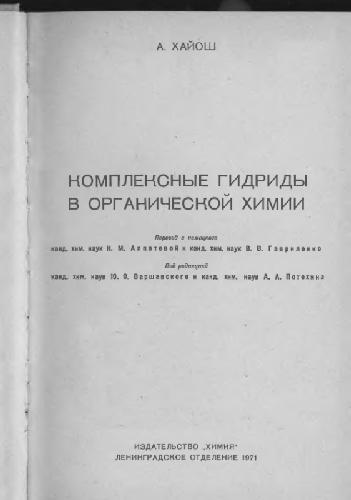 А. ХАЙОШ
КОМПЛЕКСНЫЕ ГИДРИДЫ
В ОРГАНИЧЕСКОЙ ХИМИИ
Перевод с немецкого
канд. хим. наук Н. М. Алпатовой и канд. хим. наук В. В. Гавриленко
Под редакцией
канд. хим. наук Ю. Ф. Варшавского и канд. хим. наук А. А. Потехина
ИЗДАТЕЛЬСТВО „ХИМИЯ“
ЛЕНИНГРАДСКОЕ ОТДЕЛЕНИЕ 1971